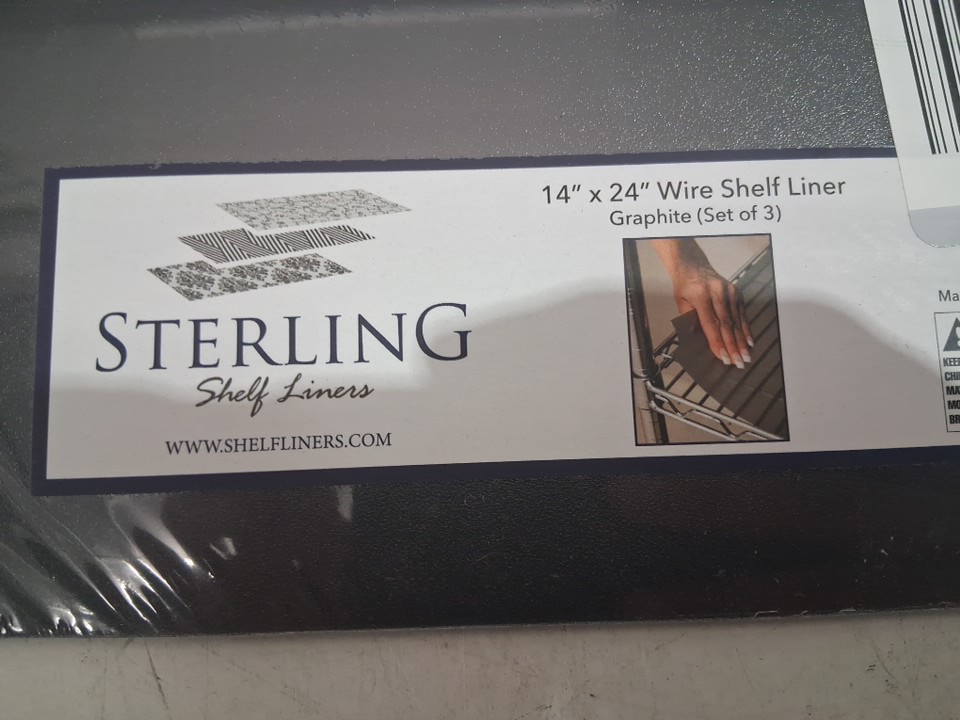 14” x 24” Wire Shelf Liner
Graphite (Set of 3)
STERLING
Shelf Liners
WWW.SHELFLINERS.COM